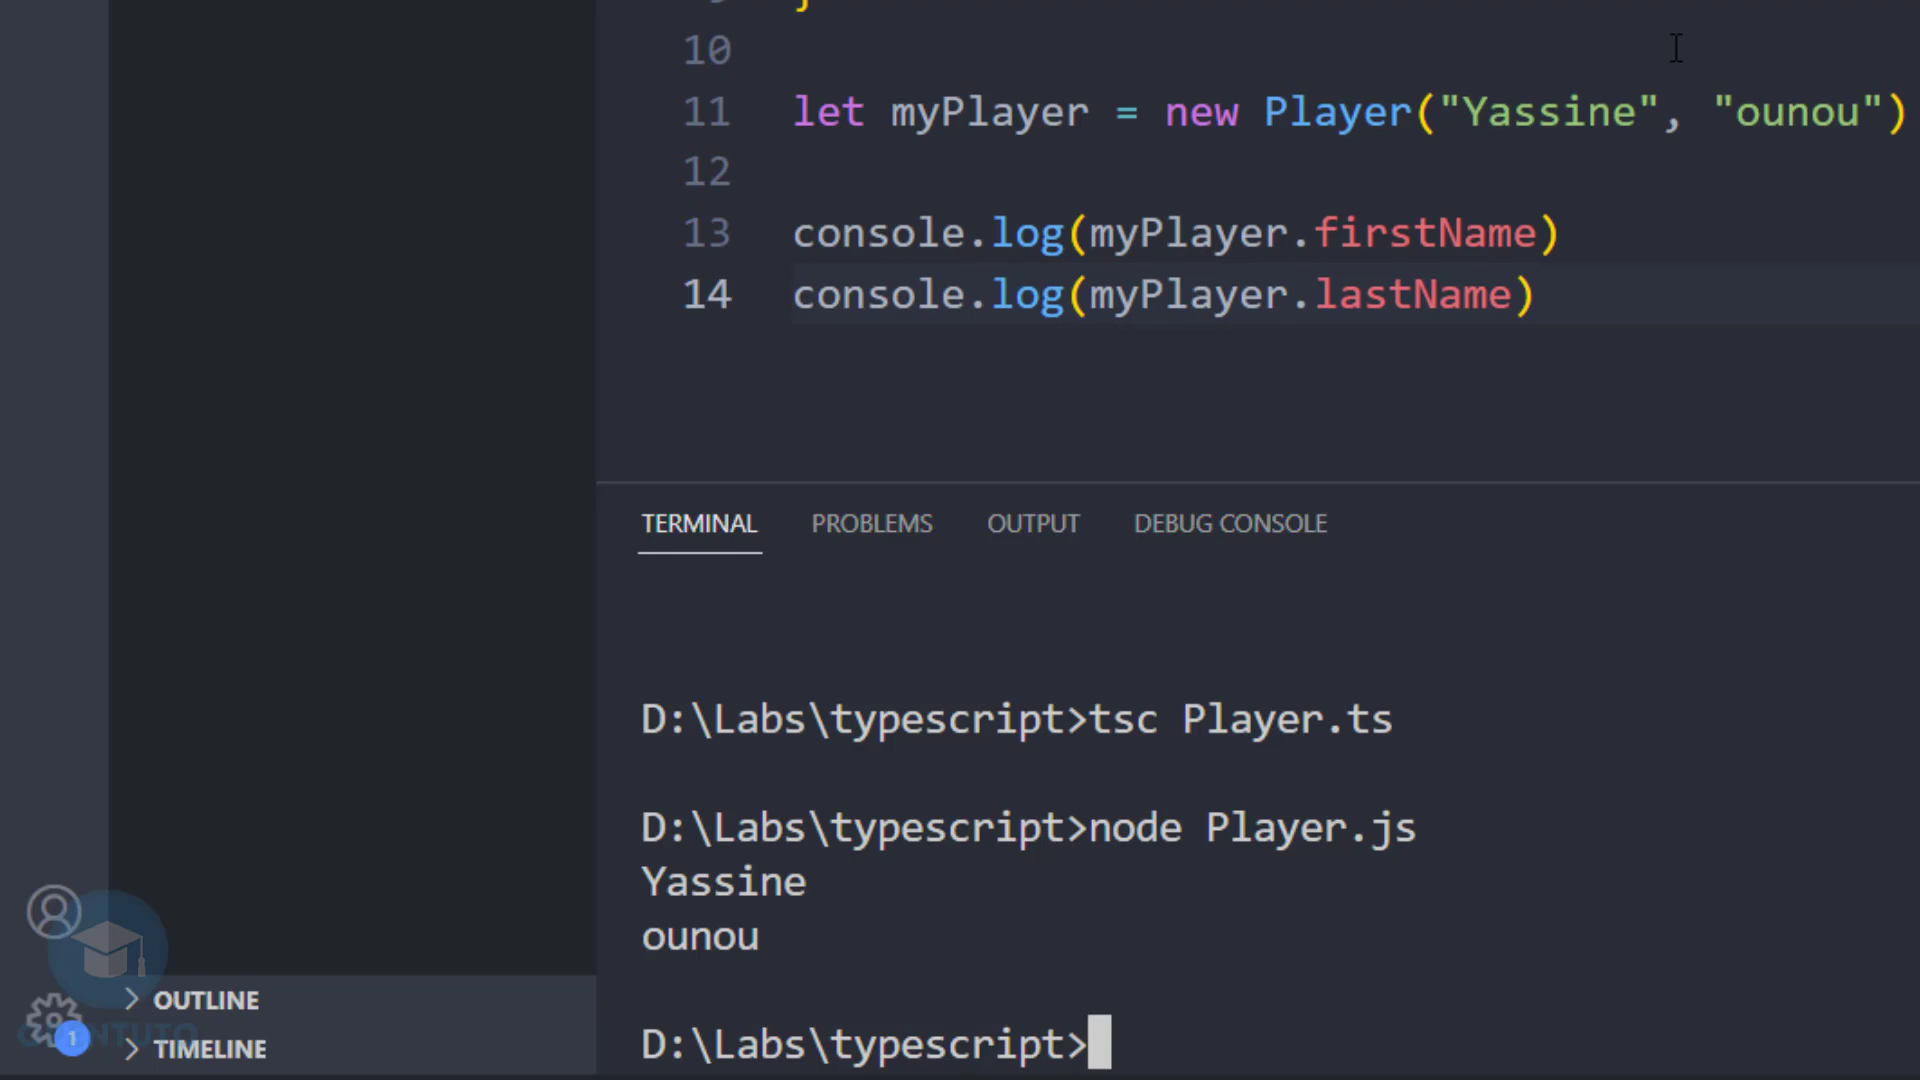 10
11 let myPlayer = new Player("Yassine", "ounou")
12
13 console.log(myPlayer.firstName)
14 console.log(myPlayer.lastName)
TERMINAL PROBLEMS OUTPUT DEBUG CONSOLE
D:\Labs\typescript>tsc Player.ts
D:\Labs\typescript>node Player.js
Yassine
ounou
D:\Labs\typescript>
OUTLINE
1
TIMELINE